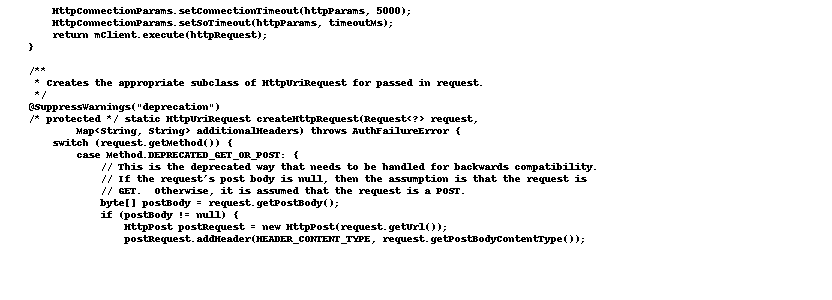 HttpConnectionParams.setConnectionTimeout(httpParams, 5000);
HttpConnectionParams.setSoTimeout(httpParams, timeoutMs);
return mClient.execute(httpRequest);
}
/**
* Creates the appropriate subclass of HttpUriRequest for passed in request.
*/
@SuppressWarnings("deprecation")
/* protected */ static HttpUriRequest createHttpRequest(Request<?> request,
Map<String, String> additionalHeaders) throws AuthFailureError {
switch (request.getMethod()) {
case Method.DEPRECATED_GET_OR_POST: {
// This is the deprecated way that needs to be handled for backwards compatibility.
// If the request's post body is null, then the assumption is that the request is
// GET.  Otherwise, it is assumed that the request is a POST.
byte[] postBody = request.getPostBody();
if (postBody != null) {
HttpPost postRequest = new HttpPost(request.getUrl());
postRequest.addHeader(HEADER_CONTENT_TYPE, request.getPostBodyContentType());